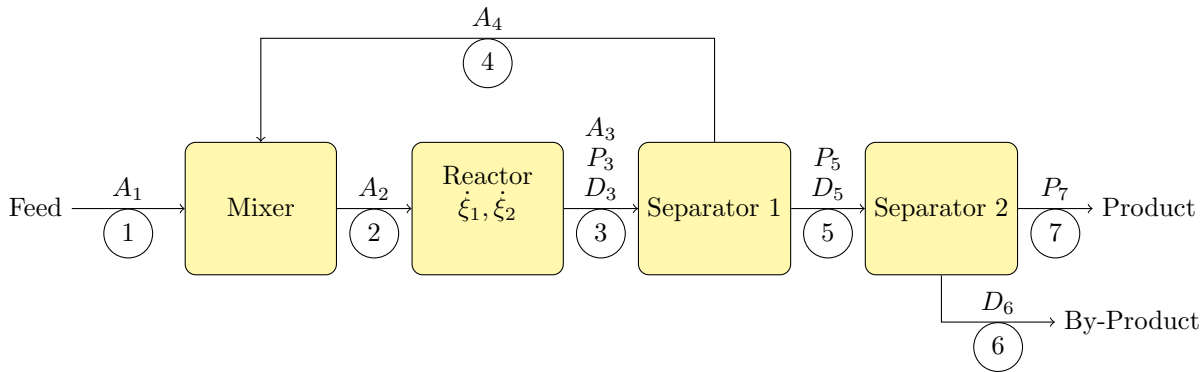 A₄
4
A₃
P₃
D₃
P₅
D₅
Feed
A₁
1
Mixer
A₂
2
Reactor
ξ̇₁, ξ̇₂
3
Separator 1
5
Separator 2
P₇
7
Product
D₆
6
By-Product